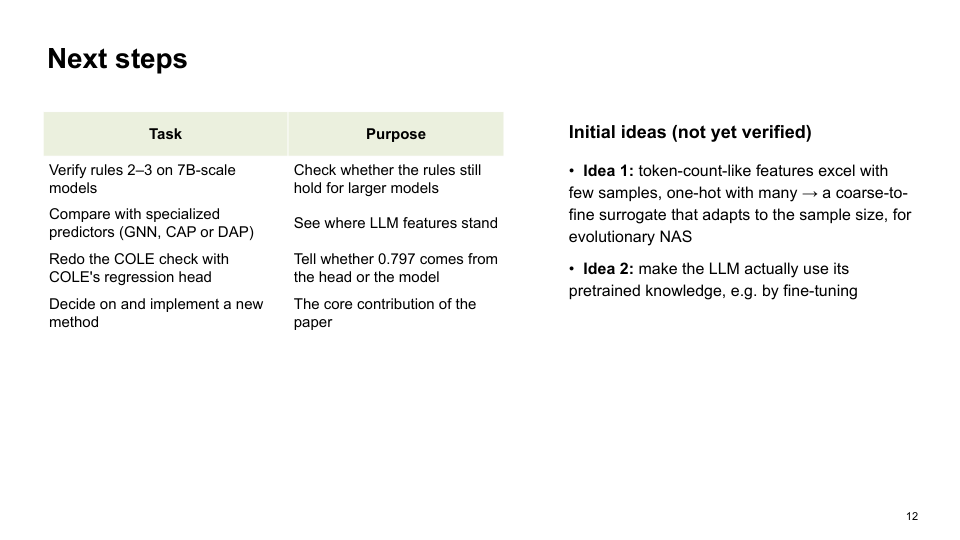 Next steps
Task
Purpose
Verify rules 2–3 on 7B-scale
models
Check whether the rules still
hold for larger models
Compare with specialized
predictors (GNN, CAP or DAP)
See where LLM features stand
Redo the COLE check with
COLE's regression head
Tell whether 0.797 comes from
the head or the model
Decide on and implement a new
method
The core contribution of the
paper
Initial ideas (not yet verified)
• Idea 1: token-count-like features excel with
few samples, one-hot with many → a coarse-to-
fine surrogate that adapts to the sample size, for
evolutionary NAS
• Idea 2: make the LLM actually use its
pretrained knowledge, e.g. by fine-tuning
12